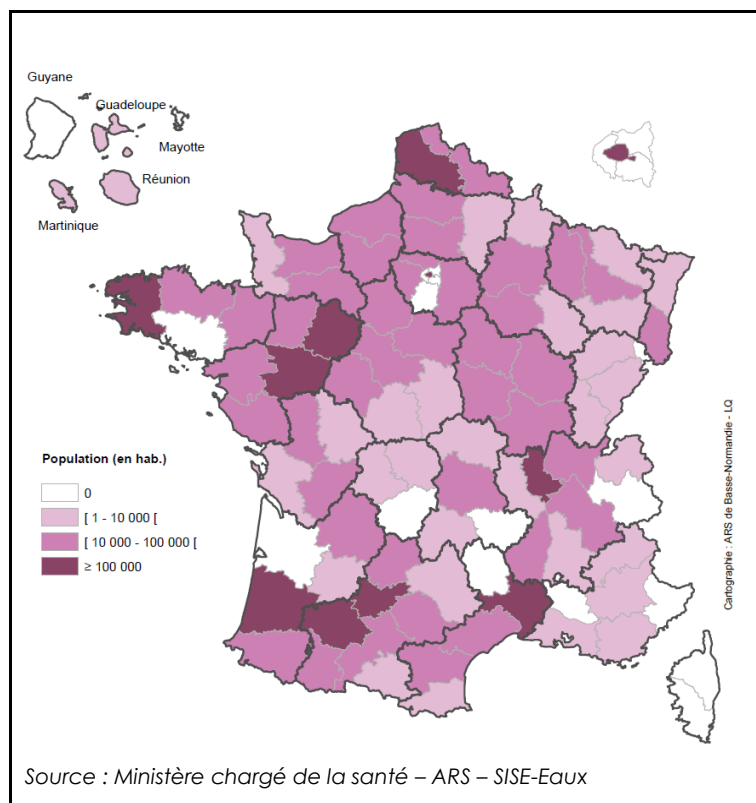 Guyane
Guadeloupe
Mayotte
Réunion
Martinique
Population (en hab.)
0
[ 1 - 10 000 [
[ 10 000 - 100 000 [
≥ 100 000
Cartographie : ARS de Basse-Normandie - LQ
Source : Ministère chargé de la santé – ARS – SISE-Eaux